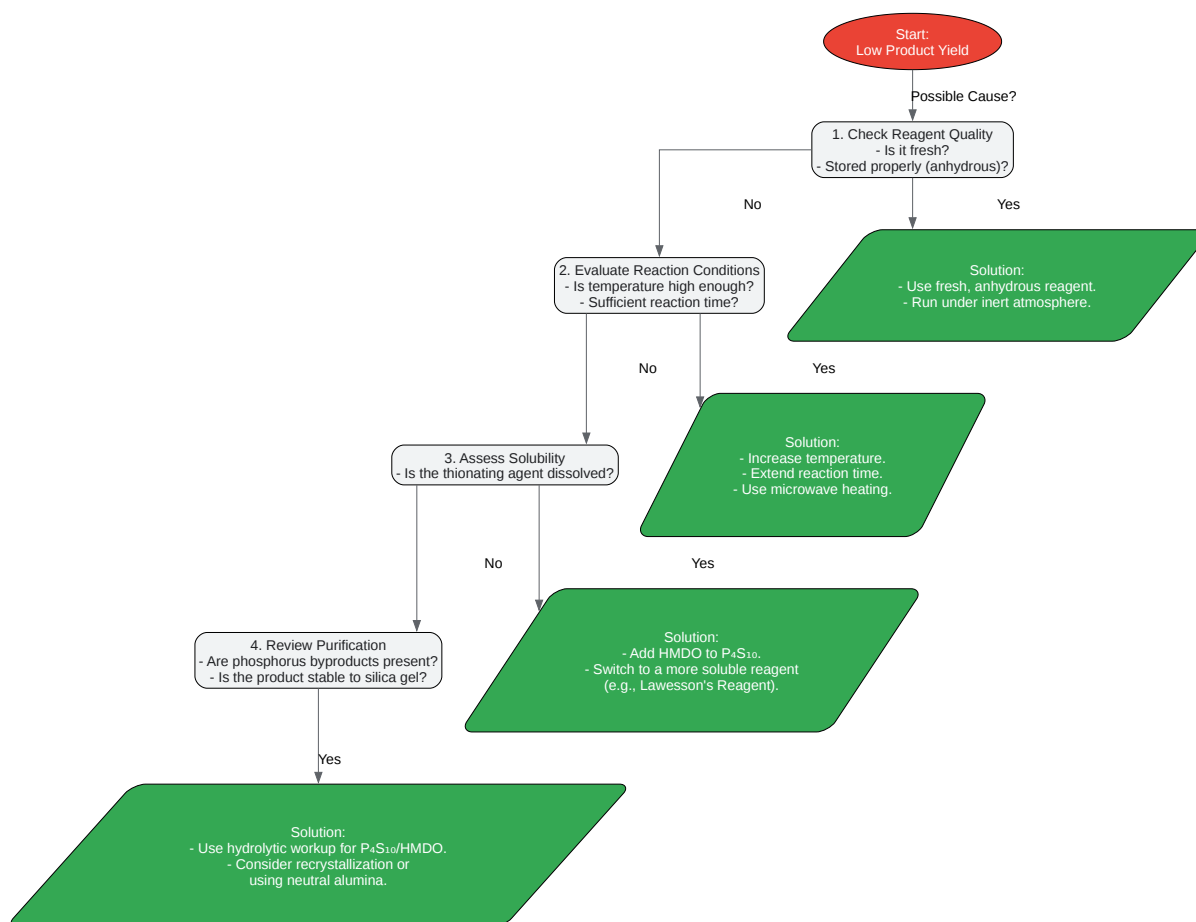 Start:
Low Product Yield
Possible Cause?
1. Check Reagent Quality
- Is it fresh?
- Stored properly (anhydrous)?
No
Yes
Solution:
- Use fresh, anhydrous reagent.
- Run under inert atmosphere.
2. Evaluate Reaction Conditions
- Is temperature high enough?
- Sufficient reaction time?
No
Yes
Solution:
- Increase temperature.
- Extend reaction time.
- Use microwave heating.
3. Assess Solubility
- Is the thionating agent dissolved?
No
Yes
Solution:
- Add HMDO to P₄S₁₀.
- Switch to a more soluble reagent
(e.g., Lawesson's Reagent).
4. Review Purification
- Are phosphorus byproducts present?
- Is the product stable to silica gel?
Yes
Solution:
- Use hydrolytic workup for P₄S₁₀/HMDO.
- Consider recrystallization or
using neutral alumina.